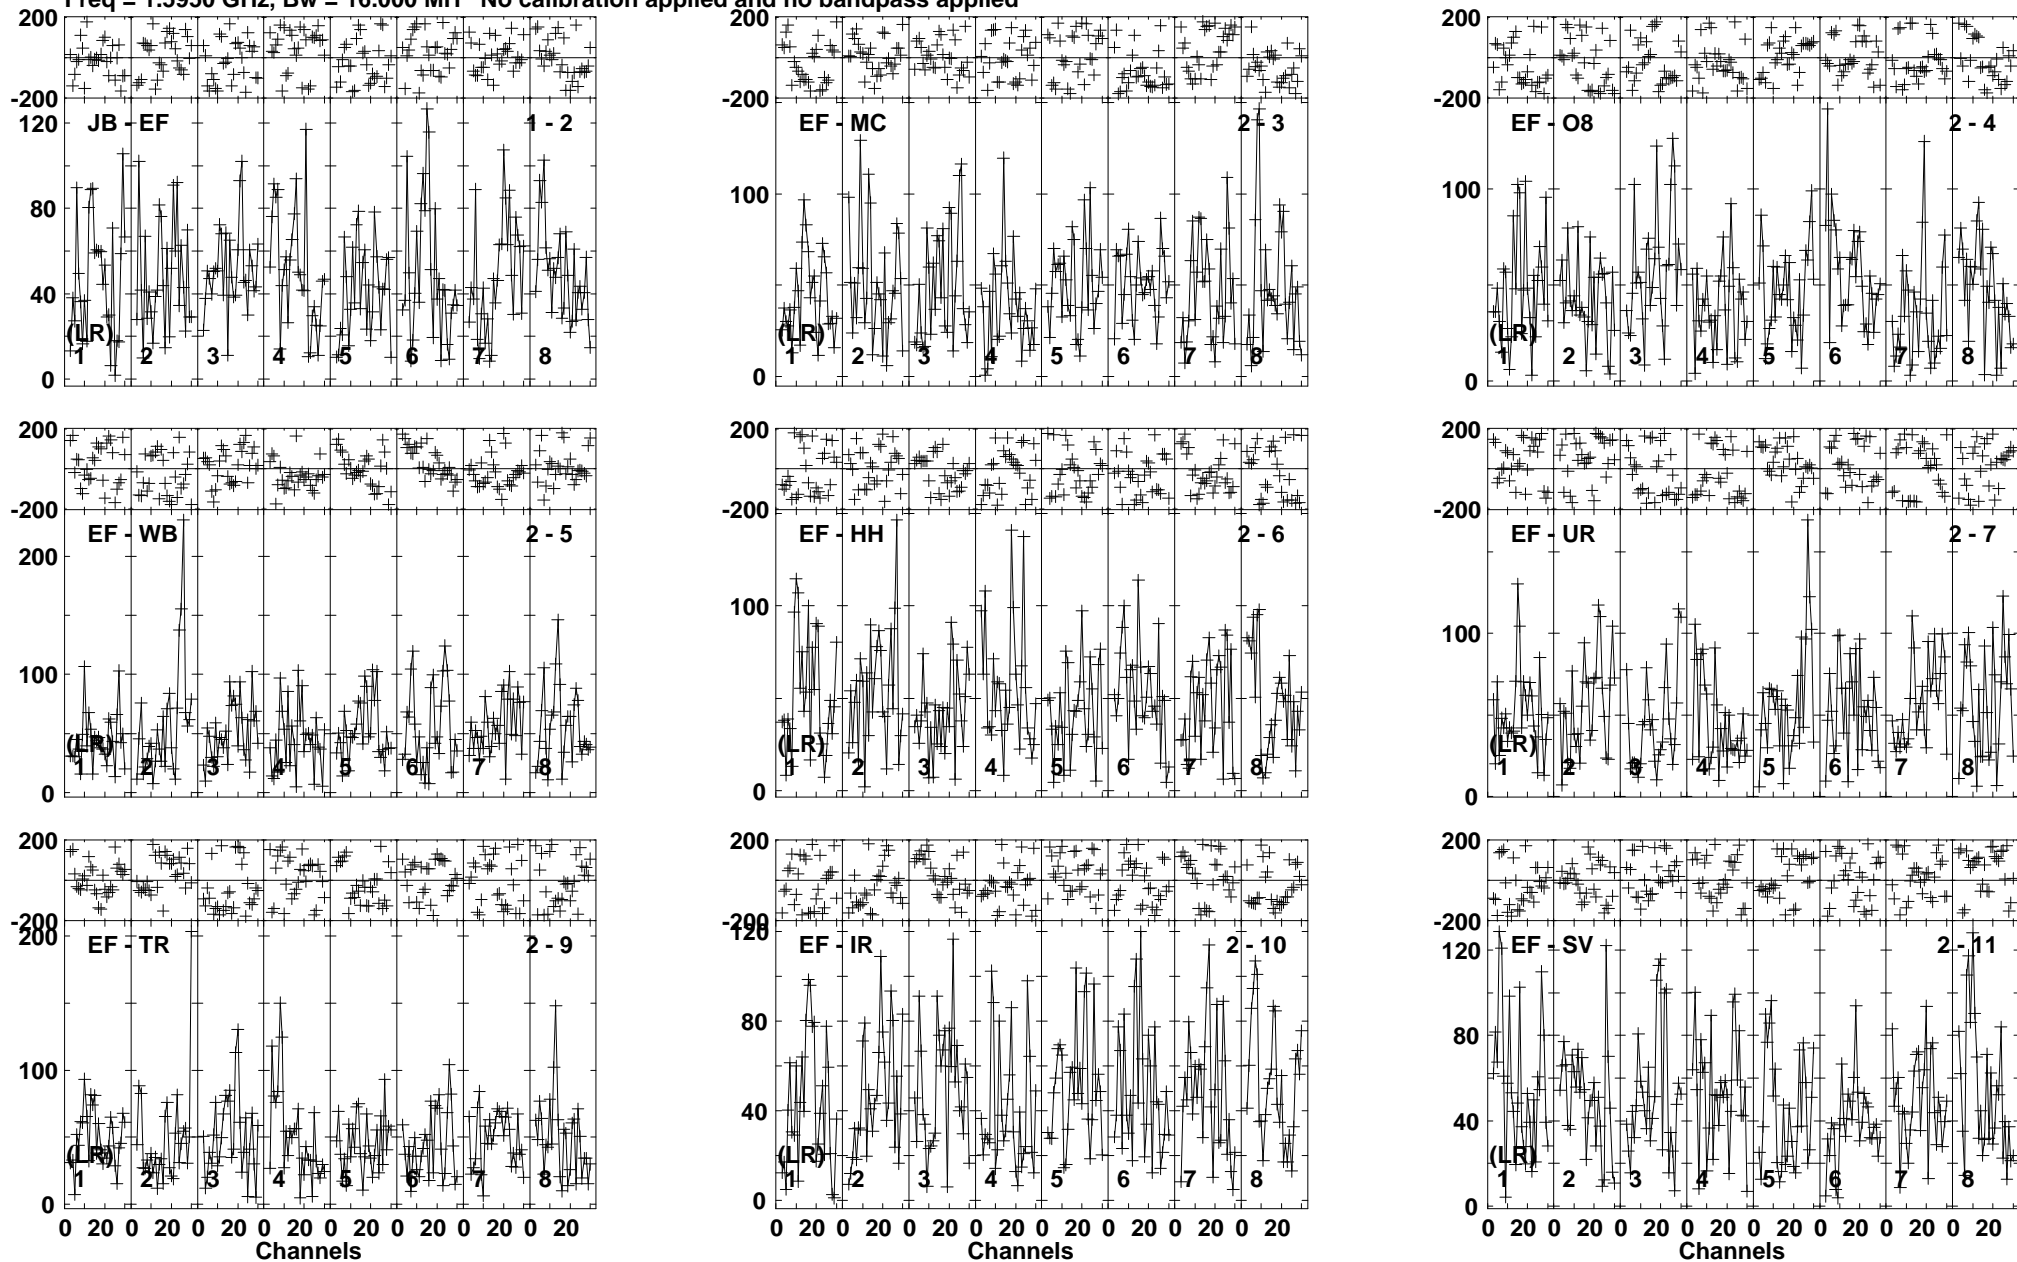 Freq = 1.5950 GHz, Bw = 16.000 MH No calibration applied and no bandpass applied
200 200 200
-200 -200 -200
JB - EF 1 - 2 EF - MC 2 - 3 EF - O8 2 - 4
120
80
40
0
100
0
100
0
(LR) (LR) (LR)
1 2 3 4 5 6 7 8 1 2 3 4 5 6 7 8 1 2 3 4 5 6 7 8
200 200 200
-200 -200 -200
EF - WB 2 - 5 EF - HH 2 - 6 EF - UR 2 - 7
200
100
0
100
0
100
0
(LR) (LR) (LR)
1 2 3 4 5 6 7 8 1 2 3 4 5 6 7 8 1 2 3 4 5 6 7 8
200 200 200
-200 -200 -200
EF - TR 2 - 9 EF - IR 2 - 10 EF - SV 2 - 11
200
100
0
120
80
40
0
120
80
40
0
(LR) (LR) (LR)
1 2 3 4 5 6 7 8 1 2 3 4 5 6 7 8 1 2 3 4 5 6 7 8
0 20 0 20 0 20 0 20 0 20 0 20 0 20 0 20 0 20 0 20 0 20 0 20 0 20 0 20 0 20 0 20 0 20 0 20 0 20 0 20 0 20 0 20 0 20 0 20
Channels Channels